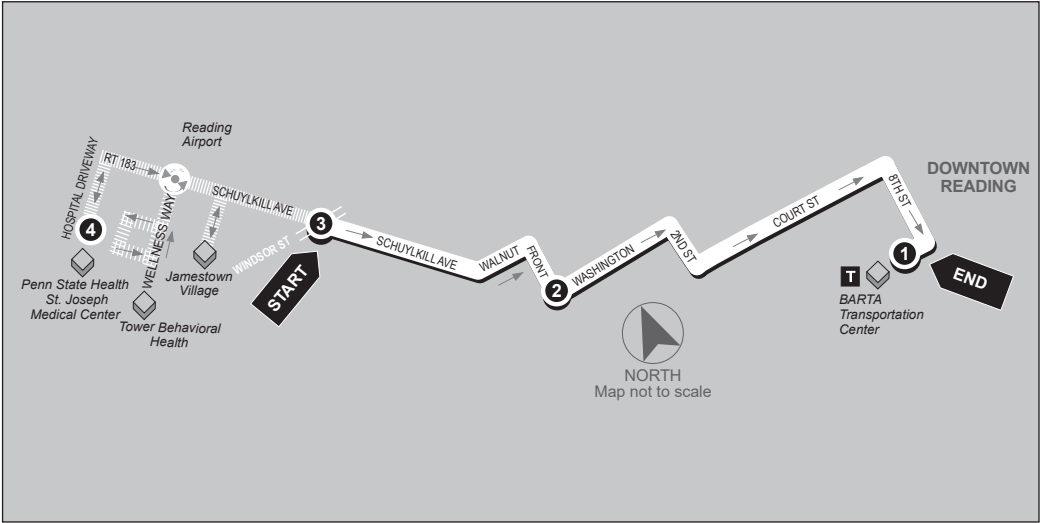 Reading
Airport
DOWNTOWN
READING
HOSPITAL DRIVEWAY
RT 183
SCHUYLKILL AVE
WELLNESS WAY
4
Penn State Health
St. Joseph
Medical Center
Tower Behavioral
Health
Jamestown
Village
WINDSOR ST
3
START
SCHUYLKILL AVE
WALNUT
FRONT
2
WASHINGTON
2ND ST
COURT ST
8TH ST
1
END
T
BARTA
Transportation
Center
NORTH
Map not to scale